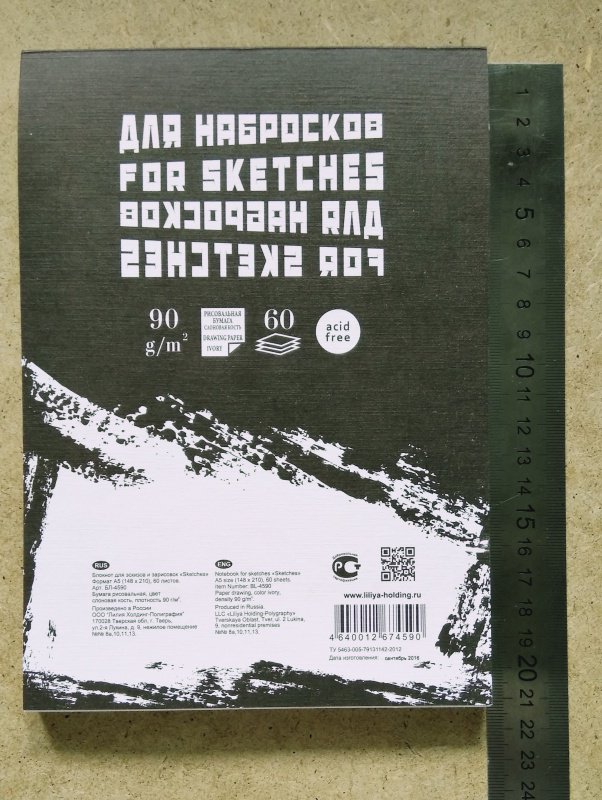 ДЛЯ НАБРОСКОВ
FOR SKETCHES
ДЛЯ НАБРОСКОВ
FOR SKETCHES
90
g/m²
РИСОВАЛЬНАЯ
БУМАГА
СЛОНОВАЯ КОСТЬ
DRAWING PAPER
IVORY
60
acid
free
RUS
Блокнот для эскизов и зарисовок «Sketches»
Формат А5 (148 х 210), 60 листов.
Арт. БЛ-4590
Бумага рисовальная, цвет
слоновая кость, плотность 90 г/м².
Произведено в России
ООО "Лилия Холдинг-Полиграфия"
170028 Тверская обл., г. Тверь,
ул.2-я Лукина, д. 9, нежилое помещение
№№ 8а,10,11,13.
ENG
Notebook for sketches «Sketches»
A5 size (148 x 210), 60 sheets.
Item Number: BL-4590
Paper drawing, color ivory,
density 90 g/m².
Produced in Russia.
LLC «Liliya Holding-Polygraphy»
Tverskaya Oblast, Tver, ul. 2 Lukina,
9, nonresidential premises
№№ 8a,10,11,13.
РС
www.liliya-holding.ru
4 640012 674590
ТУ 5463-005-79131142-2012
Дата изготовления: сентябрь 2016
1
2
3
4
5
6
7
8
9
10
11
12
13
14
15
16
17
18
19
20
21
22
23
24